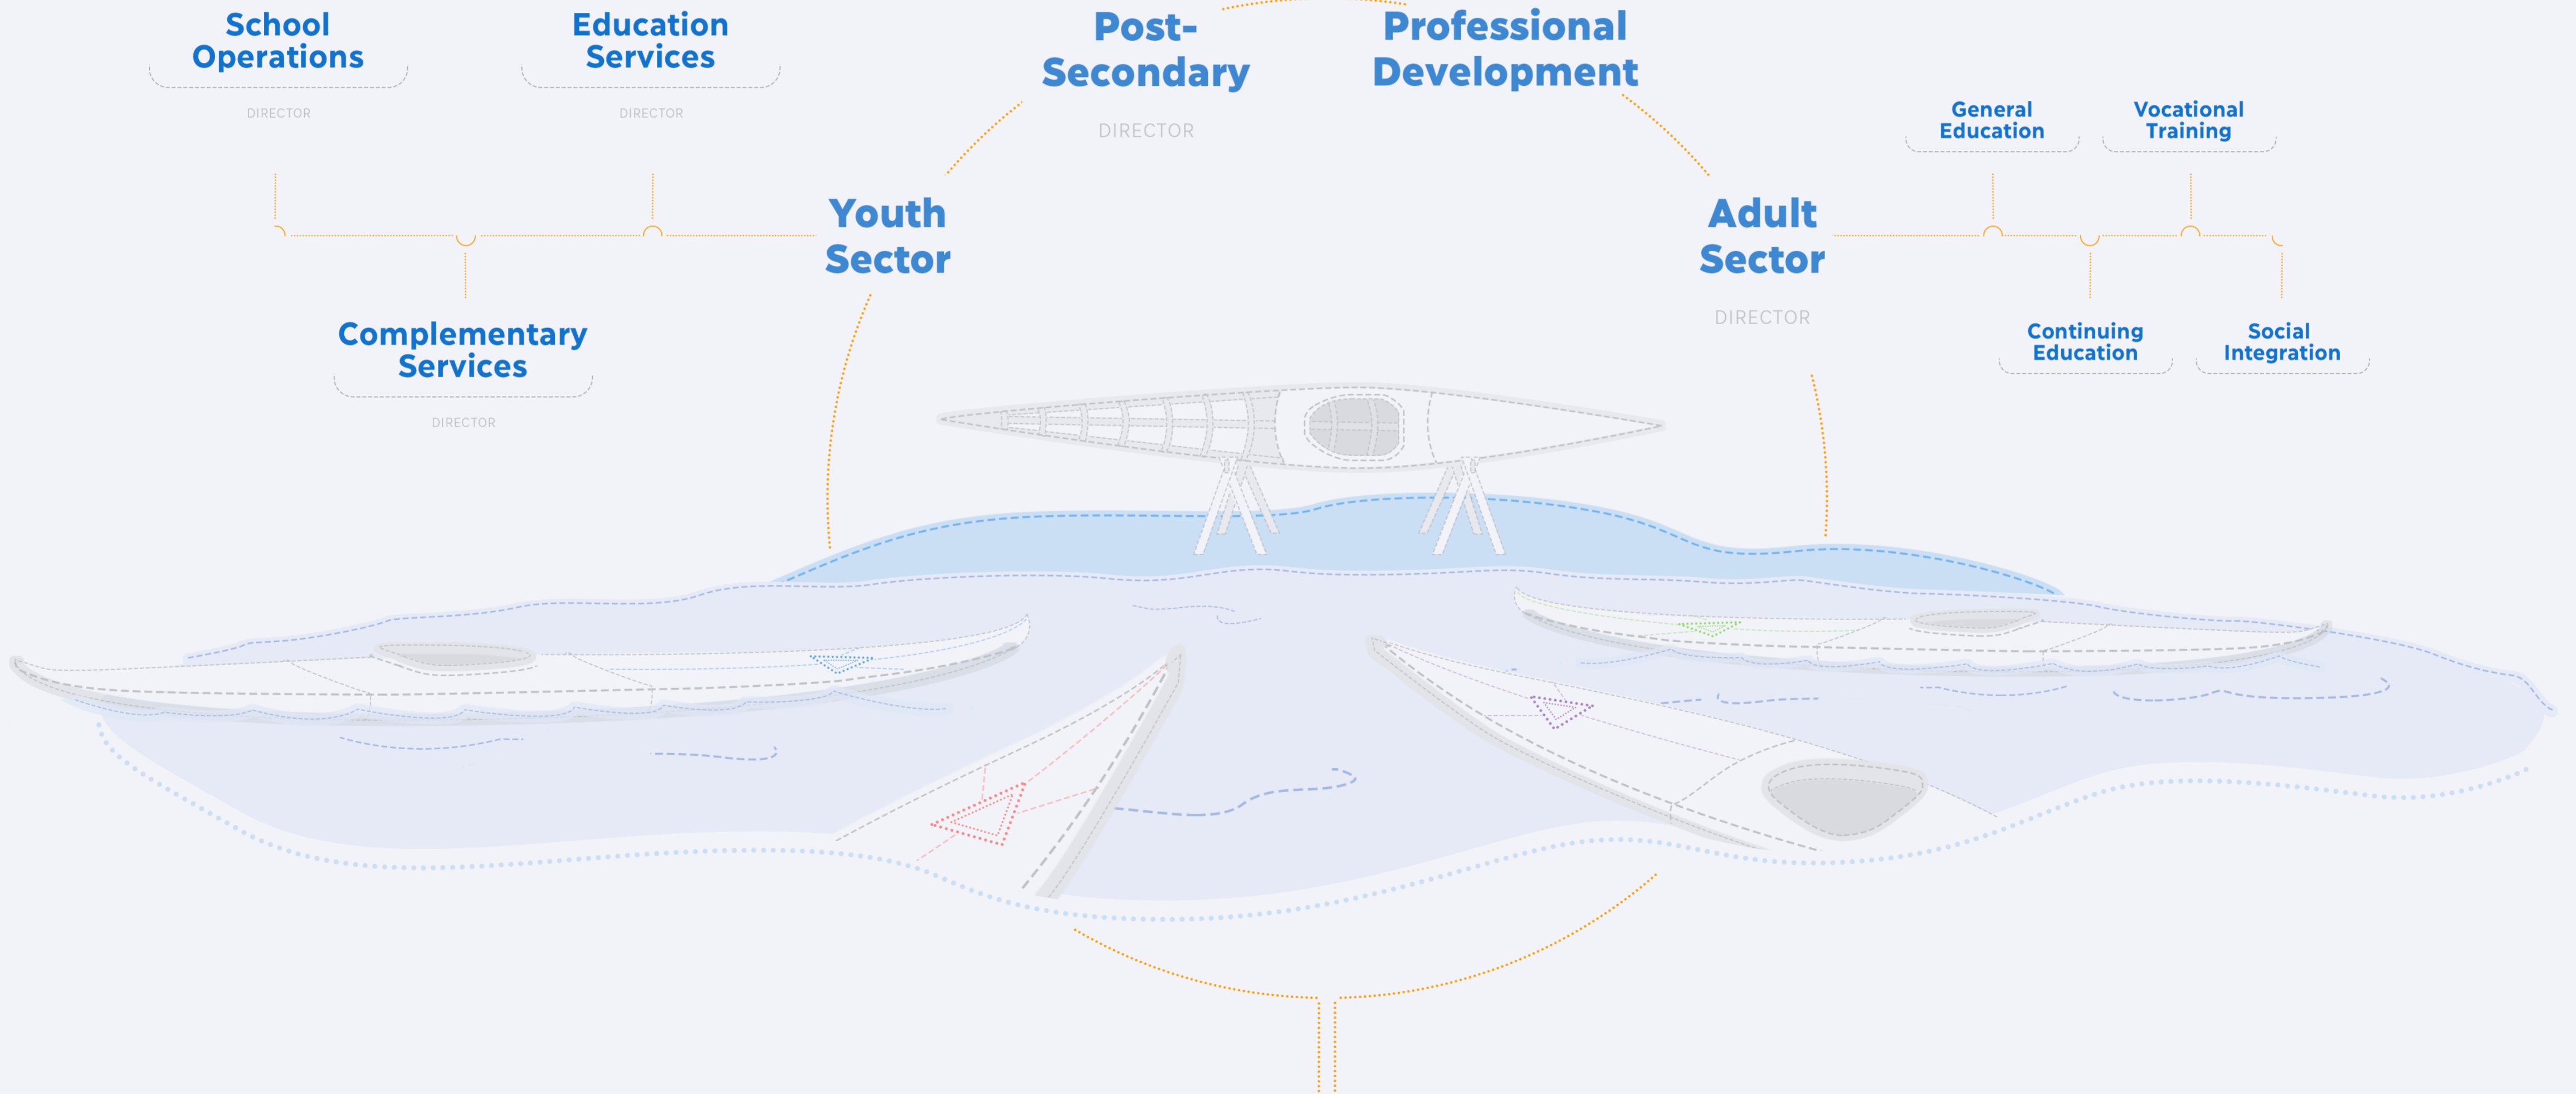 School
Operations
DIRECTOR
Education
Services
DIRECTOR
Post-
Secondary
DIRECTOR
Professional
Development
General
Education
Vocational
Training
Youth
Sector
Adult
Sector
DIRECTOR
Complementary
Services
DIRECTOR
Continuing
Education
Social
Integration